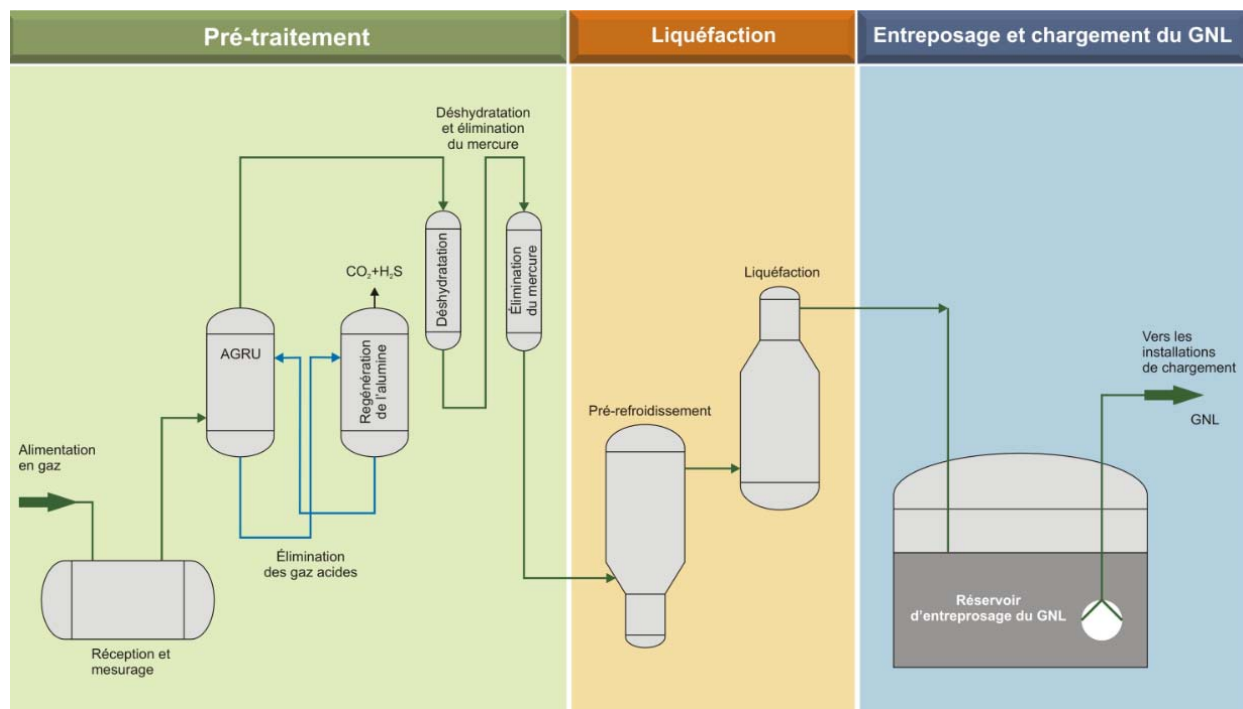 Pré-traitement
Liquéfaction
Entreposage et chargement du GNL
Déshydratation
et élimination
du mercure
CO₂+H₂S
Déshydratation
Élimination
du mercure
AGRU
Regénération
de l'alumine
Alimentation
en gaz
Élimination
des gaz acides
Réception et
mesurage
Liquéfaction
Pré-refroidissement
Vers les
installations
de chargement
GNL
Réservoir
d'entreprosage du GNL